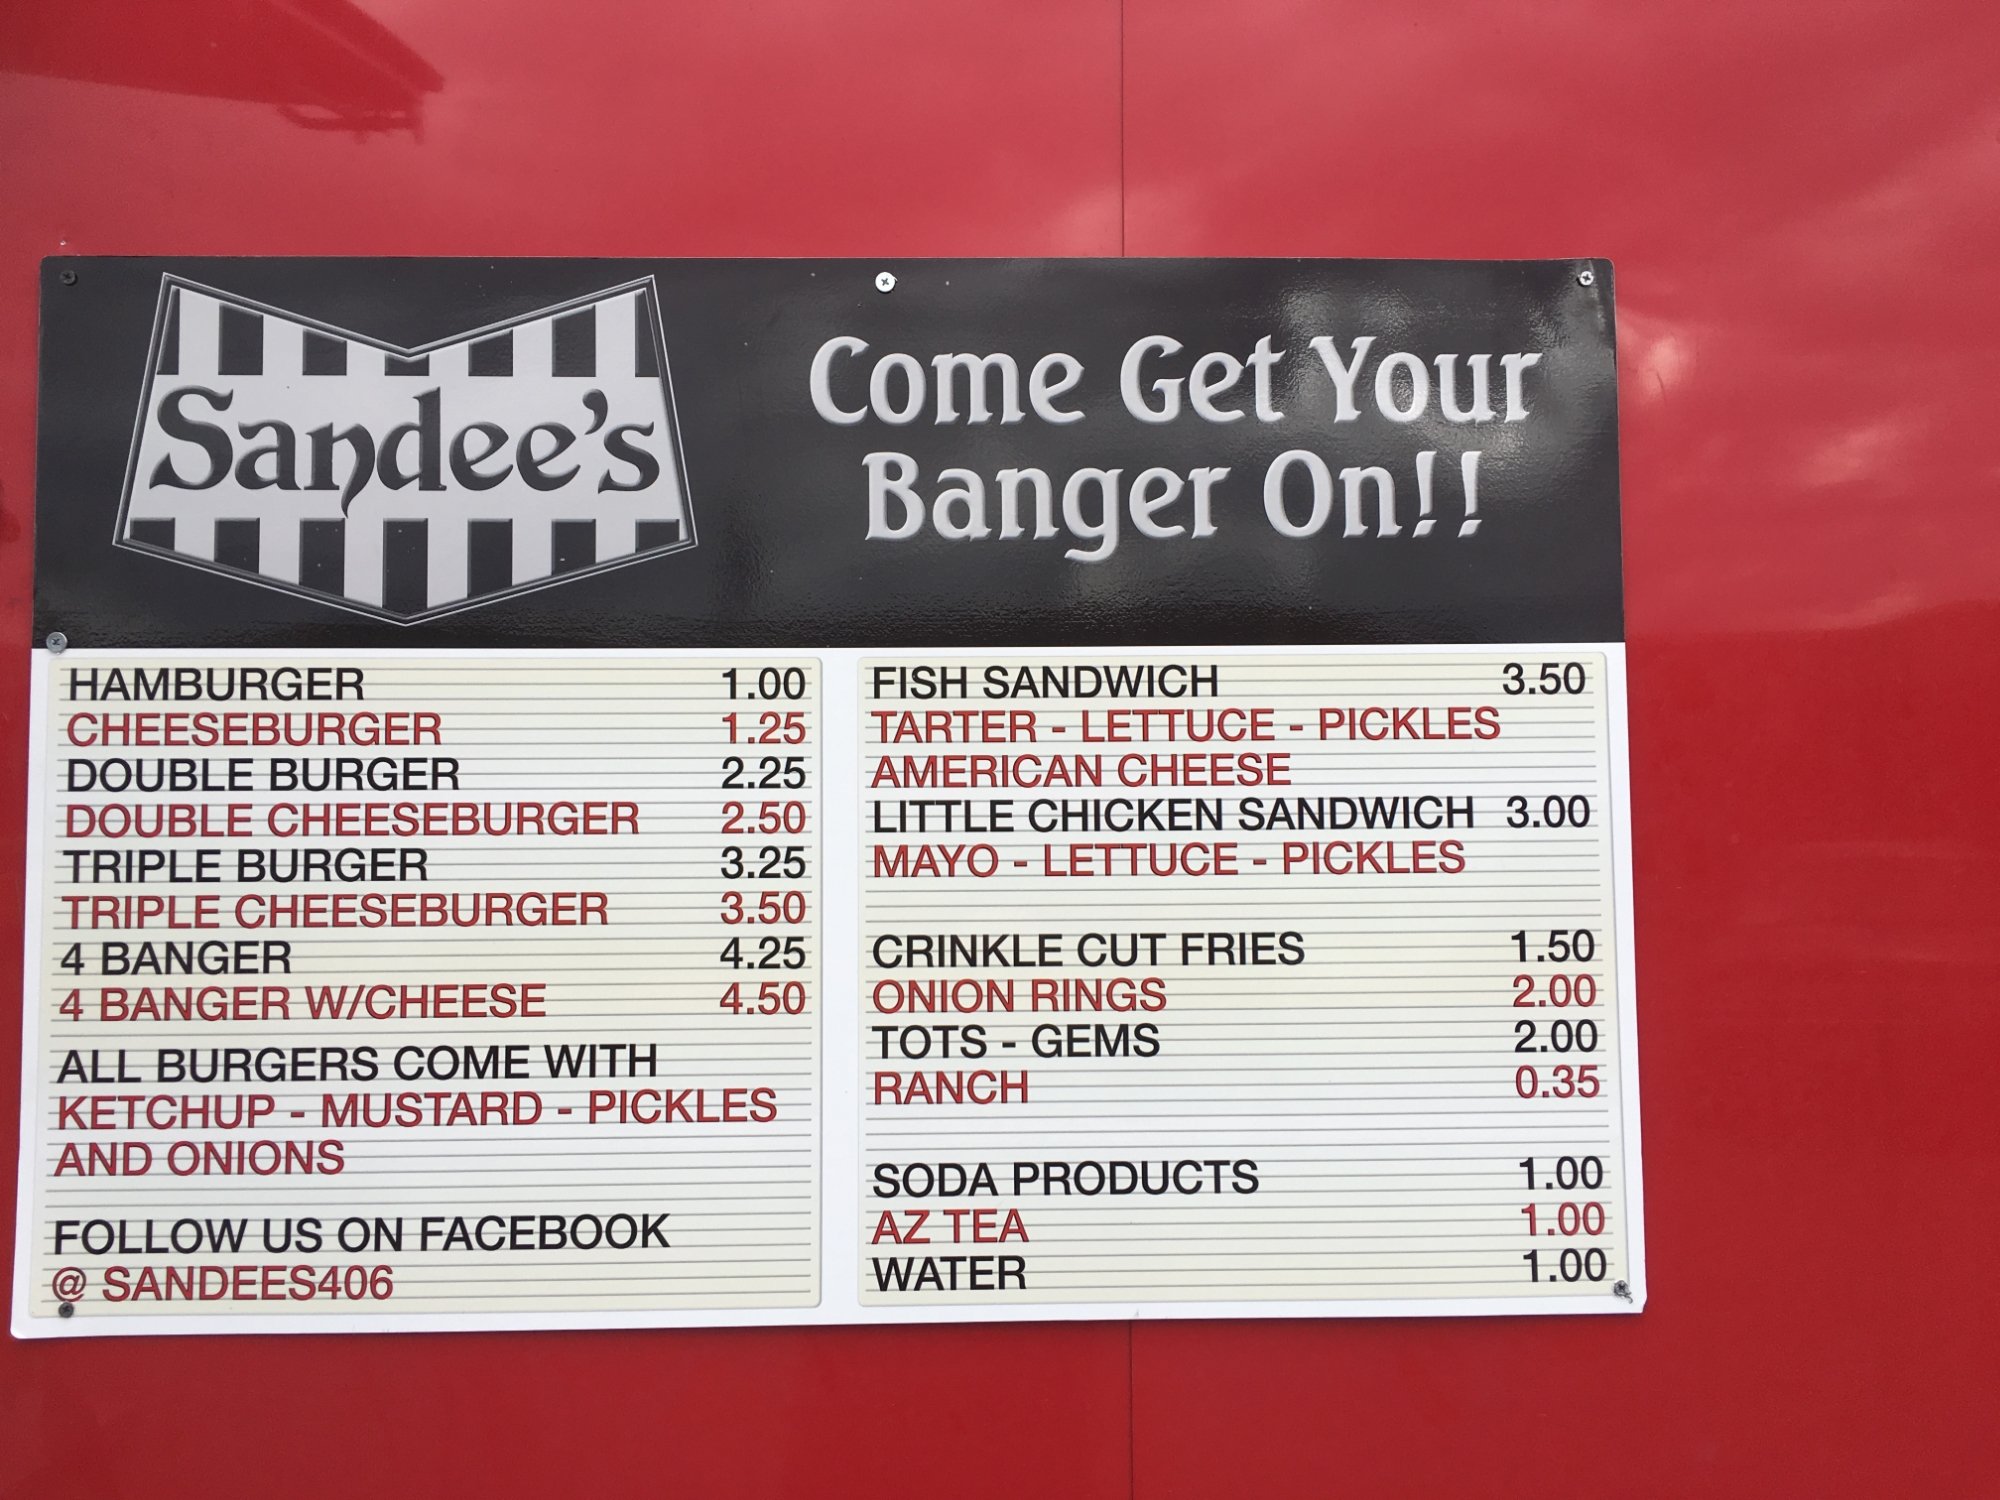 Sandee's
Come Get Your
Banger On!!
HAMBURGER 1.00
CHEESEBURGER 1.25
DOUBLE BURGER 2.25
DOUBLE CHEESEBURGER 2.50
TRIPLE BURGER 3.25
TRIPLE CHEESEBURGER 3.50
4 BANGER 4.25
4 BANGER W/CHEESE 4.50
ALL BURGERS COME WITH
KETCHUP - MUSTARD - PICKLES
AND ONIONS
FOLLOW US ON FACEBOOK
@ SANDEES406
FISH SANDWICH 3.50
TARTER - LETTUCE - PICKLES
AMERICAN CHEESE
LITTLE CHICKEN SANDWICH 3.00
MAYO - LETTUCE - PICKLES
CRINKLE CUT FRIES 1.50
ONION RINGS 2.00
TOTS - GEMS 2.00
RANCH 0.35
SODA PRODUCTS 1.00
AZ TEA 1.00
WATER 1.00